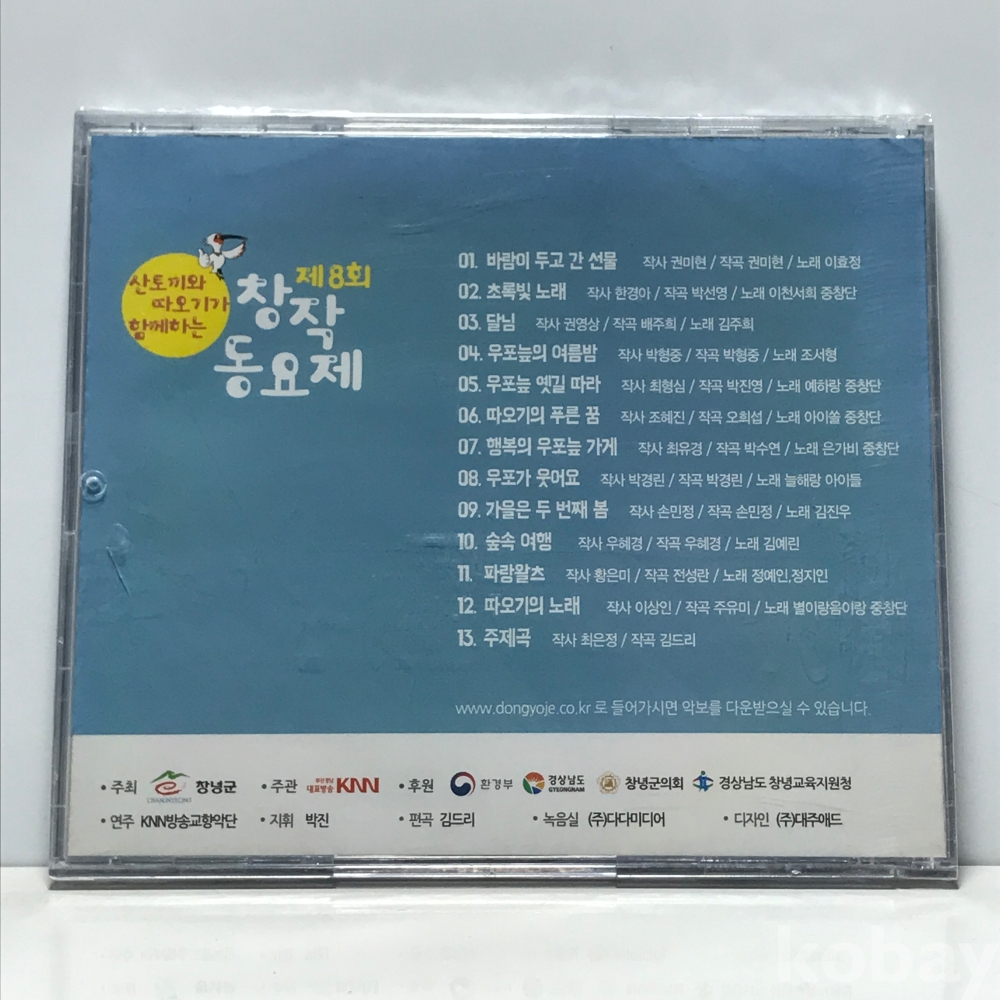 산토끼와
따오기가
함께하는
제8회
창작
동요제
01. 바람이 두고 간 선물 작사 권미현 / 작곡 권미현 / 노래 이효정
02. 초록빛 노래 작사 한경아 / 작곡 박선영 / 노래 이천서희 중창단
03. 달님 작사 권영상 / 작곡 배주희 / 노래 김주희
04. 우포늪의 여름밤 작사 박형중 / 작곡 박형중 / 노래 조서형
05. 우포늪 옛길 따라 작사 최형심 / 작곡 박진영 / 노래 예하랑 중창단
06. 따오기의 푸른 꿈 작사 조혜진 / 작곡 오희섭 / 노래 아이쏠 중창단
07. 행복의 우포늪 가게 작사 최유경 / 작곡 박수연 / 노래 은가비 중창단
08. 우포가 웃어요 작사 박경린 / 작곡 박경린 / 노래 늘해랑 아이들
09. 가을은 두 번째 봄 작사 손민정 / 작곡 손민정 / 노래 김진우
10. 숲속 여행 작사 우혜경 / 작곡 우혜경 / 노래 김예린
11. 파랑왈츠 작사 황은미 / 작곡 전성란 / 노래 정예인,정지인
12. 따오기의 노래 작사 이상인 / 작곡 주유미 / 노래 별이랑음이랑 중창단
13. 주제곡 작사 최은정 / 작곡 김드리
www.dongyoje.co.kr 로 들어가시면 악보를 다운받으실 수 있습니다.
• 주최 CHANGNYEONG 창녕군 • 주관 부산경남 대표방송 KNN • 후원 환경부 경상남도 GYEONGNAM 창녕군의회 경상남도 창녕교육지원청
• 연주 KNN방송교향악단 • 지휘 박진 • 편곡 김드리 • 녹음실 (주)다다미디어 • 디자인 (주)대주애드
kobay